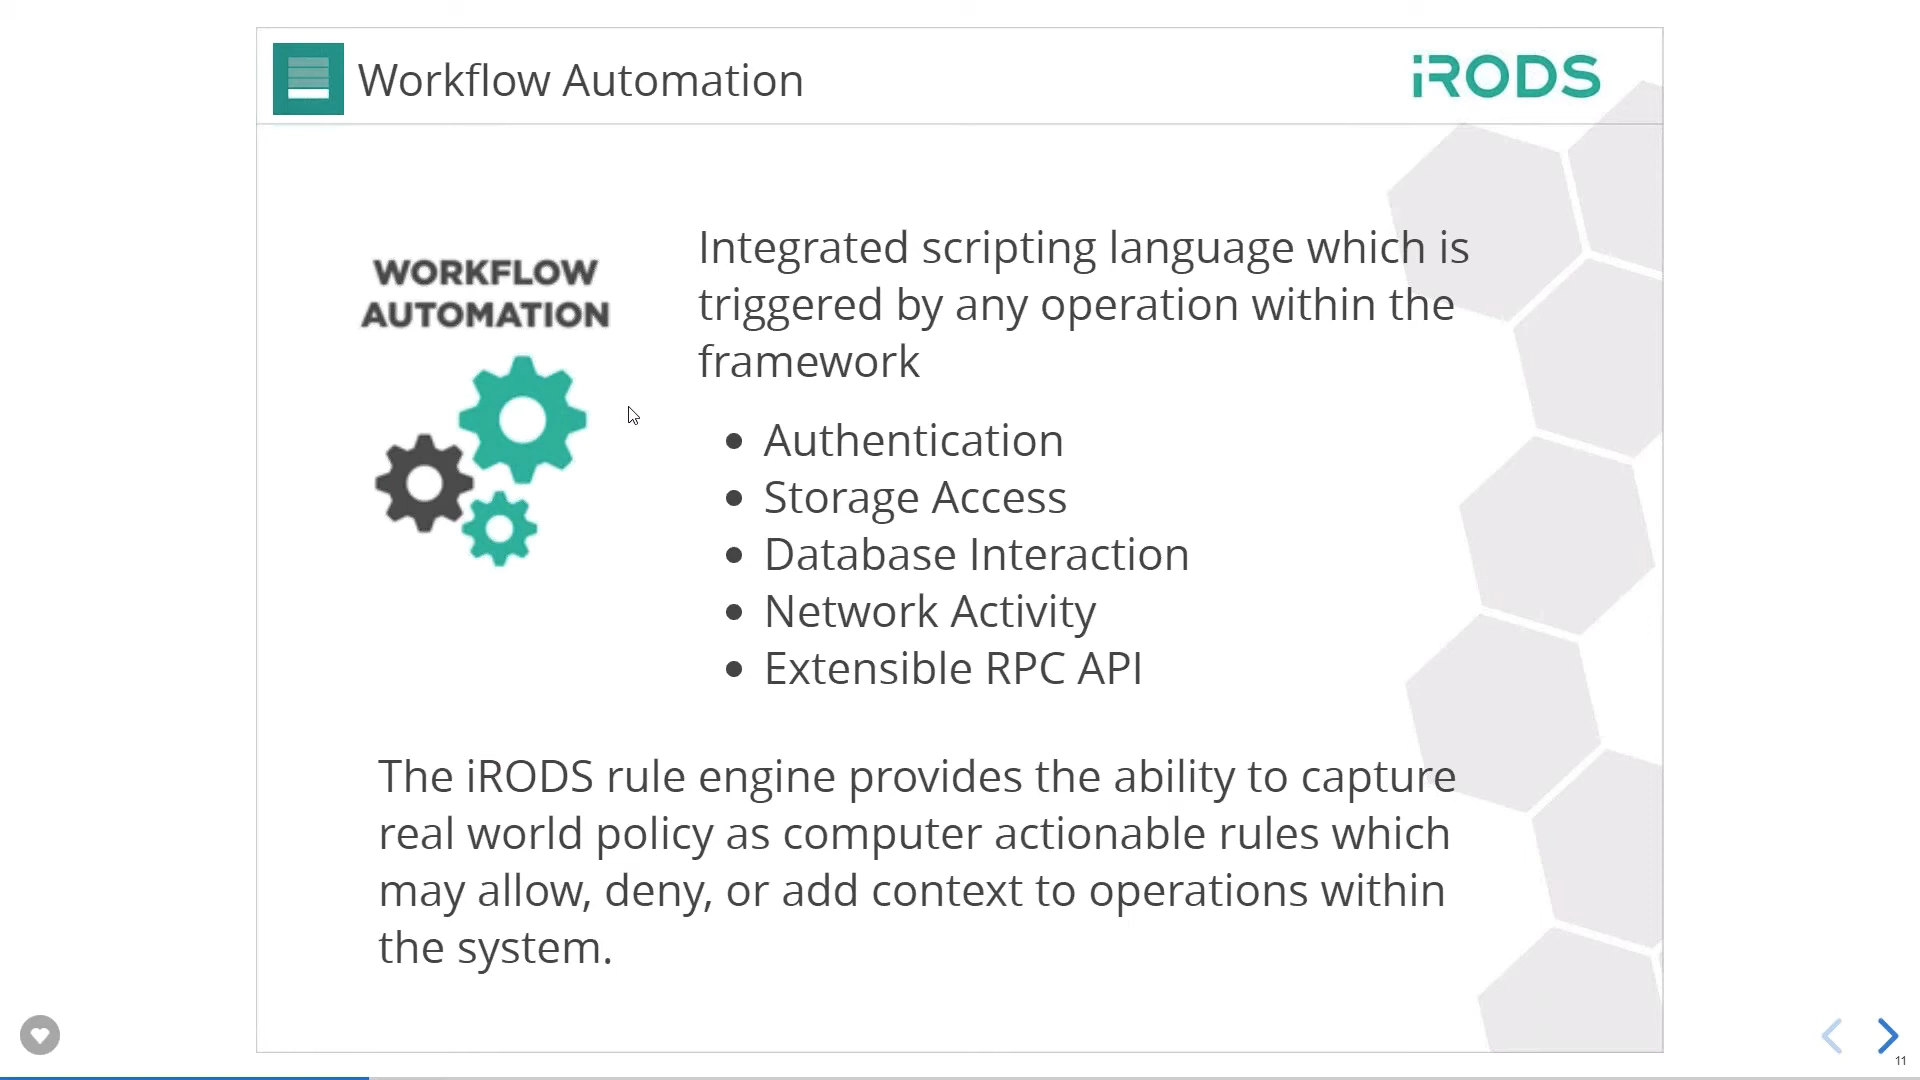 Workflow Automation
iRODS
WORKFLOW
AUTOMATION
Integrated scripting language which is
triggered by any operation within the
framework
• Authentication
• Storage Access
• Database Interaction
• Network Activity
• Extensible RPC API
The iRODS rule engine provides the ability to capture
real world policy as computer actionable rules which
may allow, deny, or add context to operations within
the system.
11